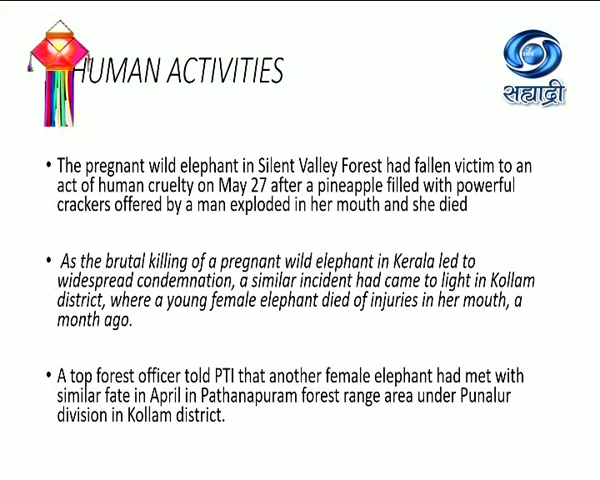 HUMAN ACTIVITIES
सह्याद्री
• The pregnant wild elephant in Silent Valley Forest had fallen victim to an
act of human cruelty on May 27 after a pineapple filled with powerful
crackers offered by a man exploded in her mouth and she died
• As the brutal killing of a pregnant wild elephant in Kerala led to
widespread condemnation, a similar incident had came to light in Kollam
district, where a young female elephant died of injuries in her mouth, a
month ago.
• A top forest officer told PTI that another female elephant had met with
similar fate in April in Pathanapuram forest range area under Punalur
division in Kollam district.